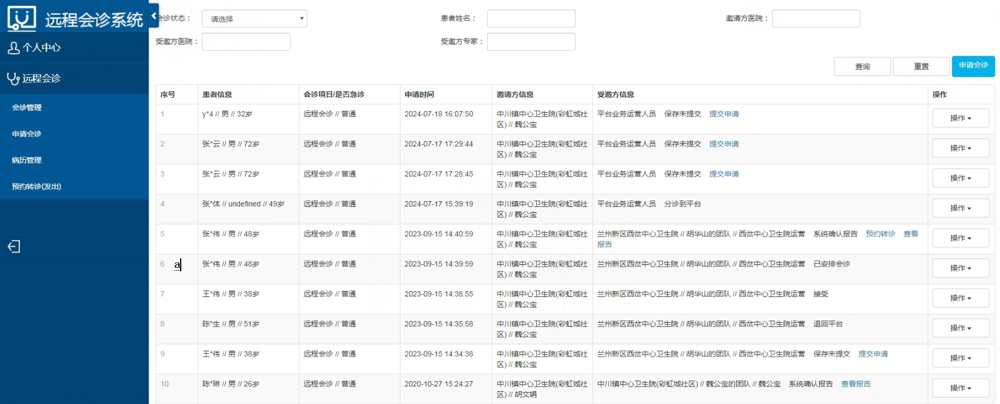 远程会诊系统
个人中心
远程会诊
会诊管理
申请会诊
病历管理
预约转诊(发出)
会诊状态： 请选择 患者姓名： 邀请方医院：
受邀方医院： 受邀方专家：
查询 重置 申请会诊
序号 患者信息 会诊项目/是否急诊 申请时间 邀请方信息 受邀方信息 操作
1 y*4 // 男 // 32岁 远程会诊 // 普通 2024-07-18 16:07:50 中川镇中心卫生院(彩虹城社 平台业务运营人员 保存未提交 提交申请 操作
区) // 魏公宝
2 张*云 // 男 // 72岁 远程会诊 // 普通 2024-07-17 17:29:44 中川镇中心卫生院(彩虹城社 平台业务运营人员 保存未提交 提交申请 操作
区) // 魏公宝
3 张*云 // 男 // 72岁 远程会诊 // 普通 2024-07-17 17:28:45 中川镇中心卫生院(彩虹城社 平台业务运营人员 保存未提交 提交申请 操作
区) // 魏公宝
4 张*体 // undefined // 49岁 远程会诊 // 普通 2024-07-17 15:39:19 中川镇中心卫生院(彩虹城社 平台业务运营人员 分诊到平台 操作
区) // 魏公宝
5 张*伟 // 男 // 48岁 远程会诊 // 普通 2023-09-15 14:40:59 中川镇中心卫生院(彩虹城社 兰州新区西岔中心卫生院 // 胡华山的团队 // 西岔中心卫生院运营 系统确认报告 预约转诊 查看 操作
区) // 魏公宝 报告
6 a 张*伟 // 男 // 48岁 远程会诊 // 普通 2023-09-15 14:39:59 中川镇中心卫生院(彩虹城社 兰州新区西岔中心卫生院 // 胡华山的团队 // 西岔中心卫生院运营 已安排会诊 操作
区) // 魏公宝
7 王*伟 // 男 // 38岁 远程会诊 // 普通 2023-09-15 14:38:55 中川镇中心卫生院(彩虹城社 兰州新区西岔中心卫生院 // 胡华山的团队 // 西岔中心卫生院运营 接受 操作
区) // 魏公宝
8 陈*生 // 男 // 51岁 远程会诊 // 普通 2023-09-15 14:35:58 中川镇中心卫生院(彩虹城社 兰州新区西岔中心卫生院 // 胡华山的团队 // 西岔中心卫生院运营 退回平台 操作
区) // 魏公宝
9 王*伟 // 男 // 38岁 远程会诊 // 普通 2023-09-15 14:34:38 中川镇中心卫生院(彩虹城社 兰州新区西岔中心卫生院 // 胡华山的团队 // 西岔中心卫生院运营 保存未提交 提交申请 操作
区) // 魏公宝
10 陈*琳 // 男 // 26岁 远程会诊 // 普通 2020-10-27 15:24:27 中川镇中心卫生院(彩虹城社 中川镇中心卫生院(彩虹城社区) // 魏公宝的团队 // 魏公宝 系统确认报告 查看报告 操作
区) // 胡文娟